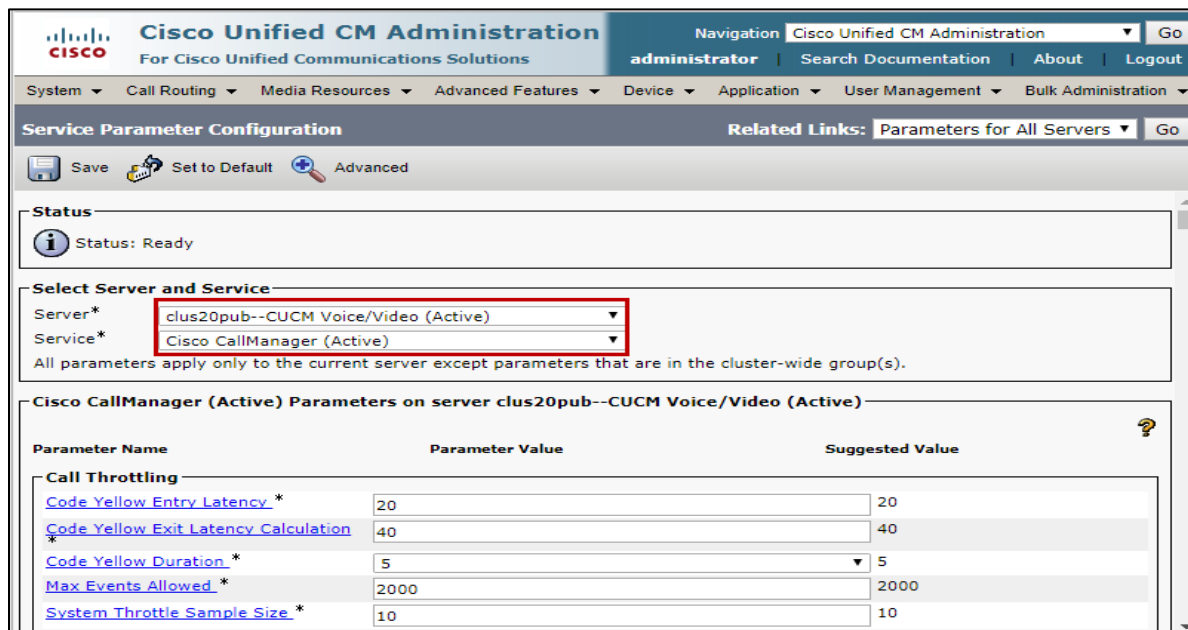 Cisco Unified CM Administration
For Cisco Unified Communications Solutions
CISCO
Navigation Cisco Unified CM Administration Go
administrator | Search Documentation | About | Logout
System Call Routing Media Resources Advanced Features Device Application User Management Bulk Administration
Service Parameter Configuration Related Links: Parameters for All Servers Go
Save Set to Default Advanced
Status
i Status: Ready
Select Server and Service
Server* clus20pub--CUCM Voice/Video (Active)
Service* Cisco CallManager (Active)
All parameters apply only to the current server except parameters that are in the cluster-wide group(s).
Cisco CallManager (Active) Parameters on server clus20pub--CUCM Voice/Video (Active)
?
Parameter Name Parameter Value Suggested Value
Call Throttling
Code Yellow Entry Latency * 20 20
Code Yellow Exit Latency Calculation 40 40
*
Code Yellow Duration * 5 5
Max Events Allowed * 2000 2000
System Throttle Sample Size * 10 10